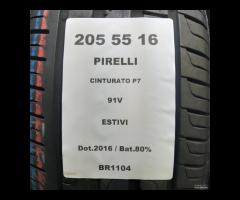 205 55 16
PIRELLI
CINTURATO P7
91V
ESTIVI
Dot.2016 / Bat.80%
BR1104